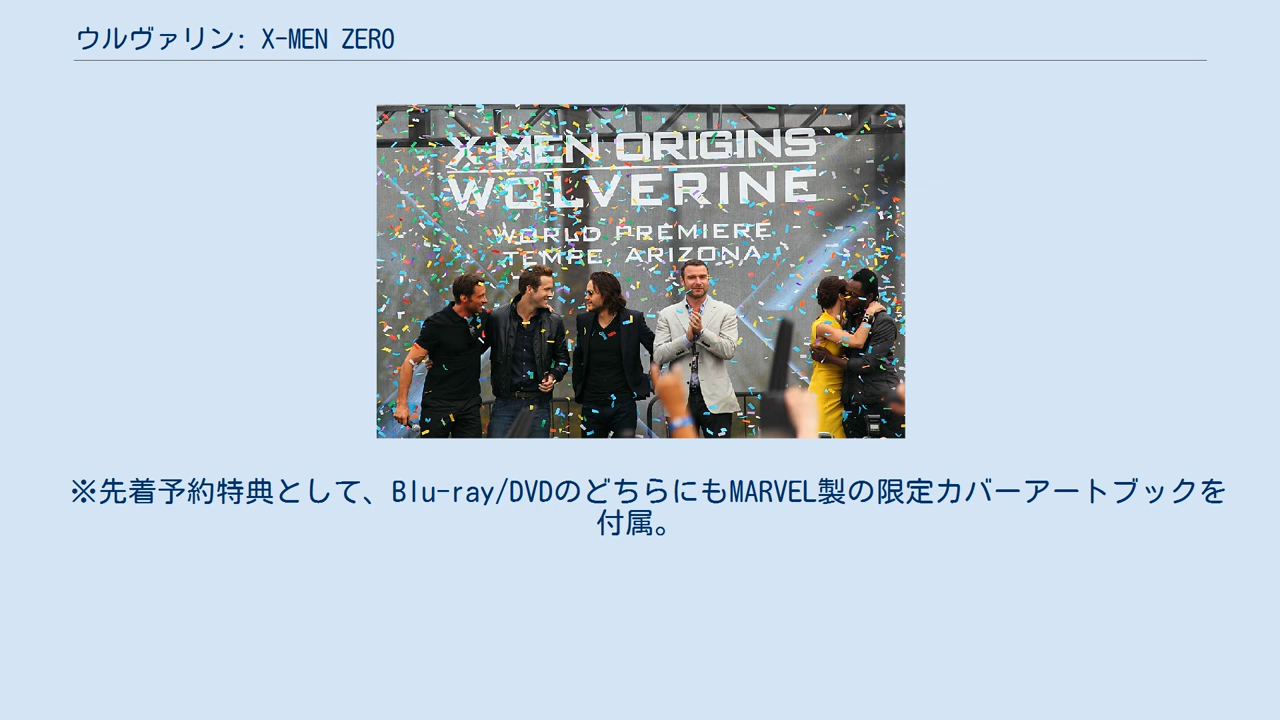 ウルヴァリン: X-MEN ZERO
X-MEN ORIGINS
WOLVERINE
WORLD PREMIERE
TEMPE, ARIZONA
※先着予約特典として、Blu-ray/DVDのどちらにもMARVEL製の限定カバーアートブックを
付属。